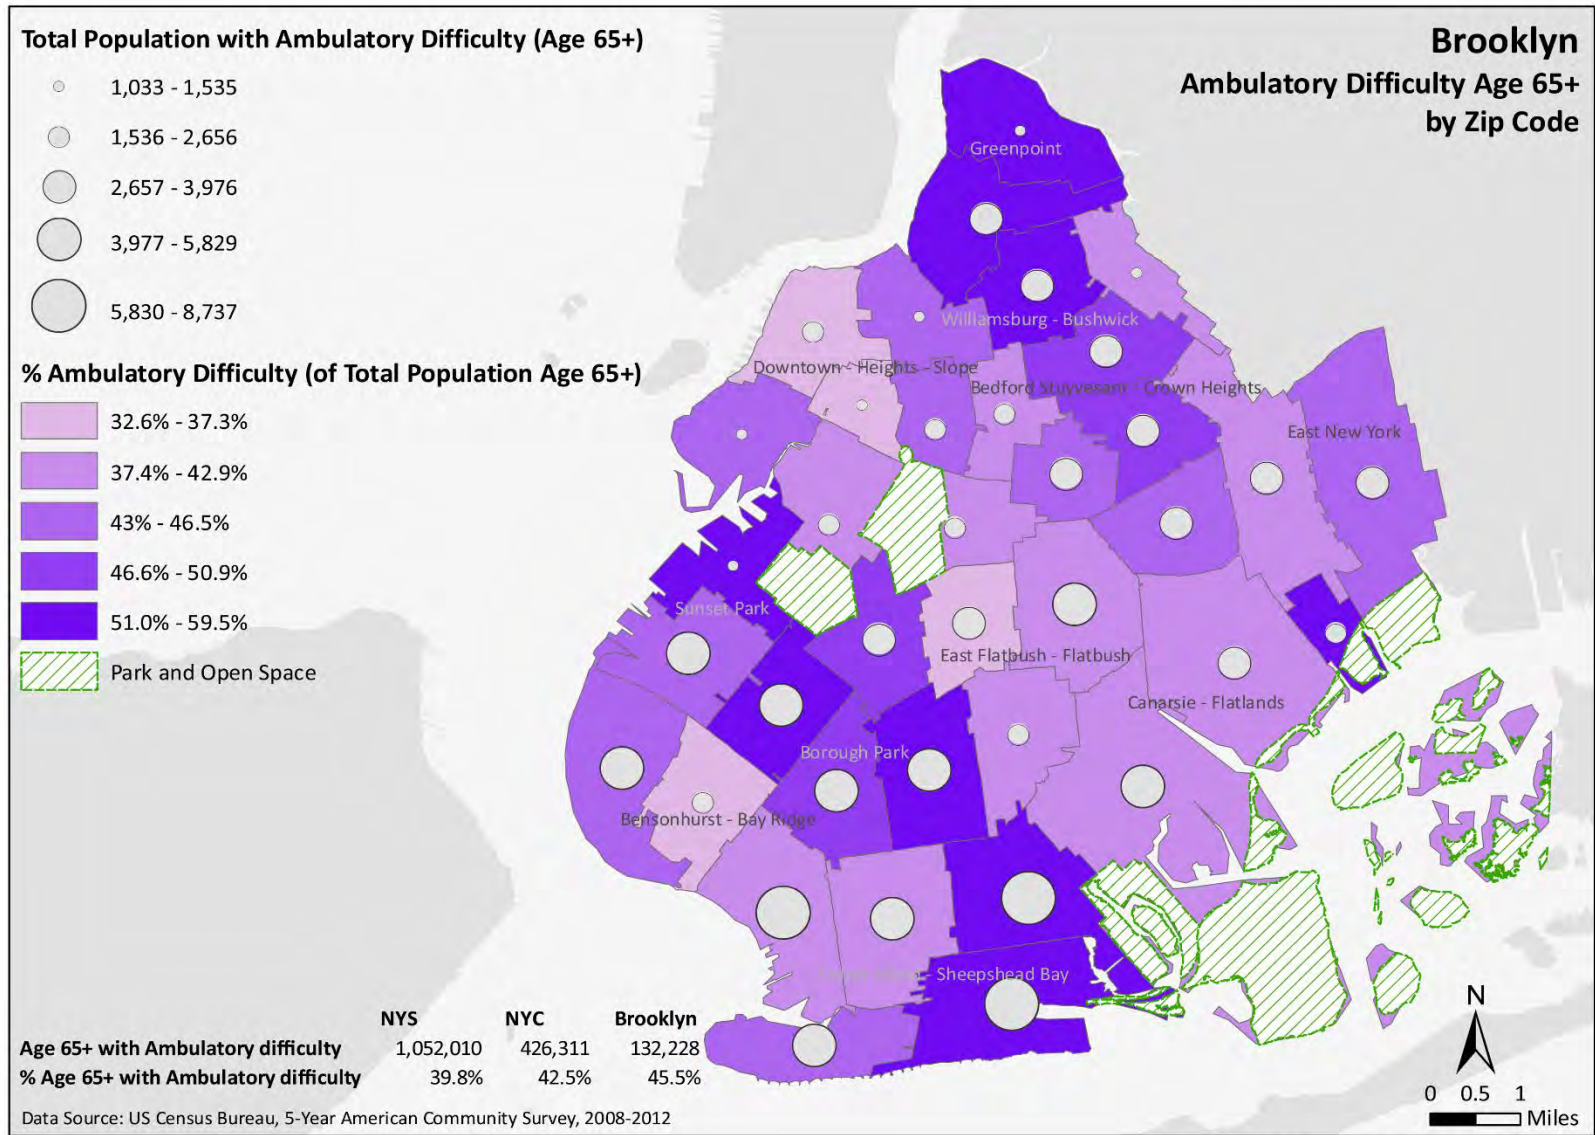 Brooklyn
Ambulatory Difficulty Age 65+
by Zip Code
Total Population with Ambulatory Difficulty (Age 65+)
1,033 - 1,535
1,536 - 2,656
2,657 - 3,976
3,977 - 5,829
5,830 - 8,737
% Ambulatory Difficulty (of Total Population Age 65+)
32.6% - 37.3%
37.4% - 42.9%
43% - 46.5%
46.6% - 50.9%
51.0% - 59.5%
Park and Open Space
Greenpoint
Williamsburg - Bushwick
Downtown - Heights - Slope
Bedford Stuyvesant - Crown Heights
East New York
Sunset Park
East Flatbush - Flatbush
Canarsie - Flatlands
Borough Park
Bensonhurst - Bay Ridge
- Sheepshead Bay
NYS NYC Brooklyn
Age 65+ with Ambulatory difficulty 1,052,010 426,311 132,228
% Age 65+ with Ambulatory difficulty 39.8% 42.5% 45.5%
Data Source: US Census Bureau, 5-Year American Community Survey, 2008-2012
N
0 0.5 1
Miles